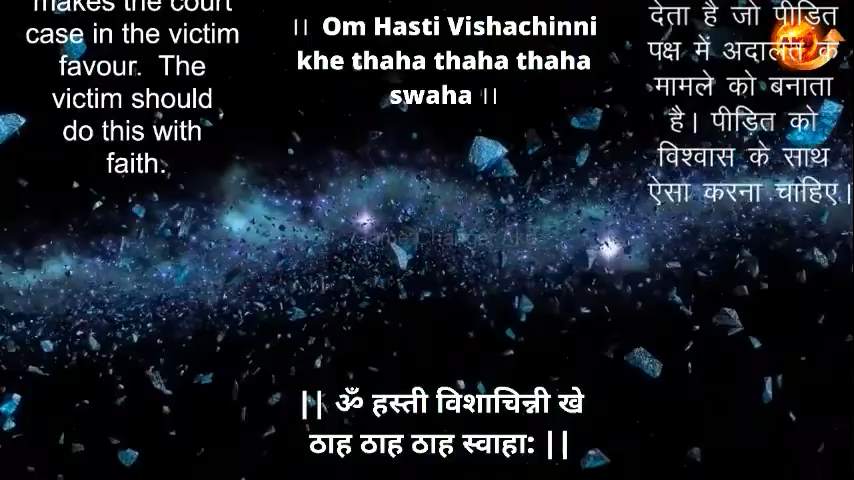 makes the court
case in the victim
favour. The
victim should
do this with
faith.
।। Om Hasti Vishachinni
khe thaha thaha thaha
swaha ।।
देता है जो पीड़ित
पक्ष में अदालत के
मामले को बनाता
है। पीड़ित को
विश्वास के साथ
ऐसा करना चाहिए।
|| ॐ हस्ती विशाचिन्नी खे
ठाह ठाह ठाह स्वाहा: ||